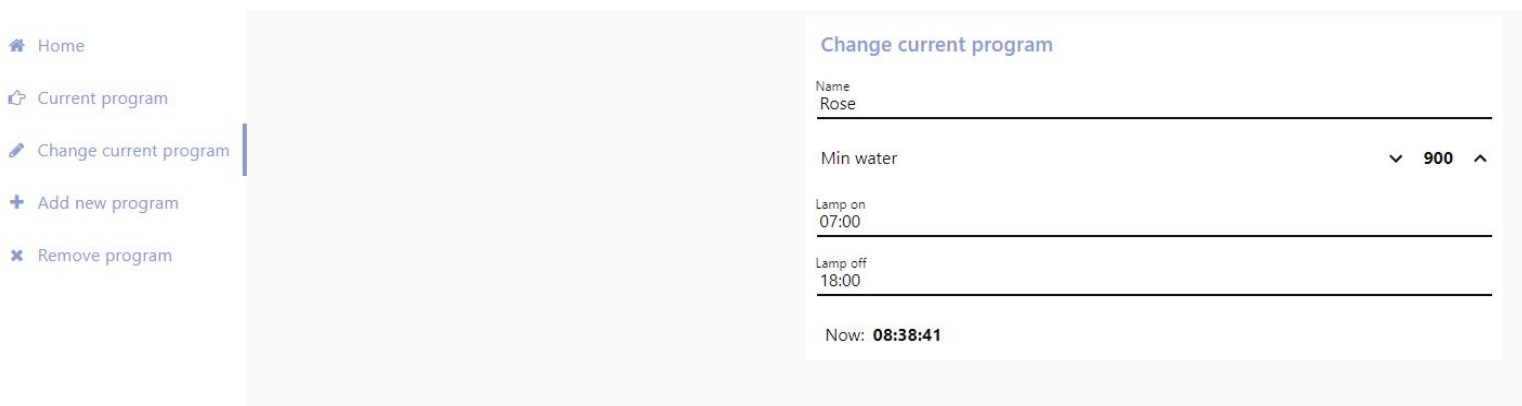 Home
Current program
Change current program
Add new program
Remove program
Change current program
Name
Rose
Min water 900
Lamp on
07:00
Lamp off
18:00
Now: 08:38:41